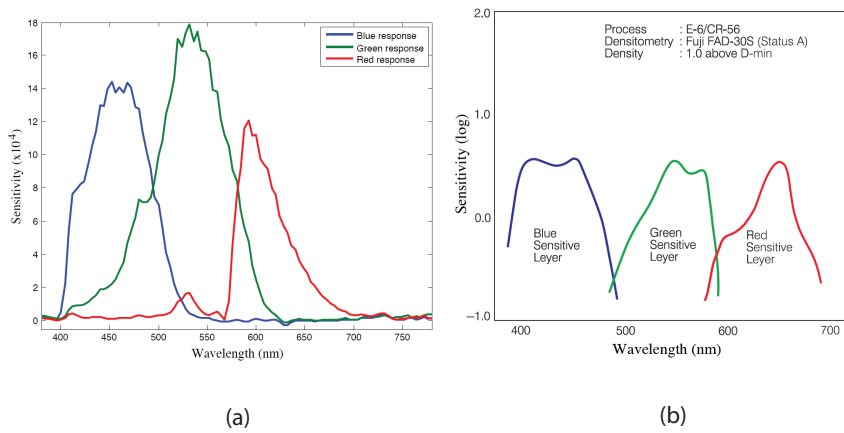 18
16
14
12
10
8
6
4
2
0
Sensitivity (x10⁻⁴)
Blue response
Green response
Red response
400 450 500 550 600 650 700 750
Wavelength (nm)
(a)
Process : E-6/CR-56
Densitometry : Fuji FAD-30S (Status A)
Density : 1.0 above D-min
2.0
1.0
0.0
−1.0
Sensitivity (log)
Blue
Sensitive
Leyer
Green
Sensitive
Leyer
Red
Sensitive
Leyer
400 500 600 700
Wavelength (nm)
(b)